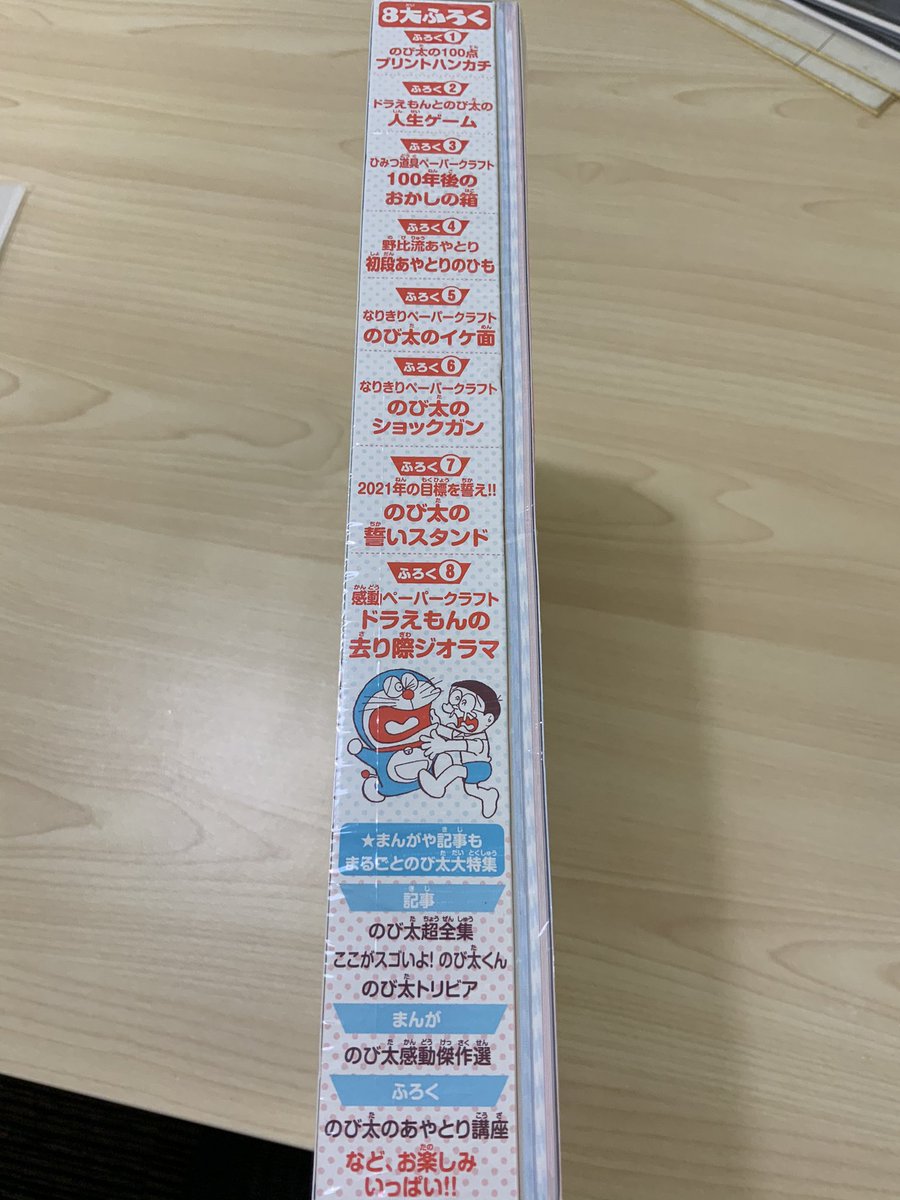 8大ふろく
ふろく1
のび太の100点
プリントハンカチ
ふろく2
ドラえもんとのび太の
人生ゲーム
ふろく3
ひみつ道具ペーパークラフト
100年後の
おかしの箱
ふろく4
野比流あやとり
初段あやとりのひも
ふろく5
なりきりペーパークラフト
のび太のイケ面
ふろく6
なりきりペーパークラフト
のび太の
ショックガン
ふろく7
2021年の目標を誓え!!
のび太の
誓いスタンド
ふろく8
感動ペーパークラフト
ドラえもんの
去り際ジオラマ
★まんがや記事も
まるごとのび太大特集
記事
のび太超全集
ここがスゴいよ!のび太くん
のび太トリビア
まんが
のび太感動傑作選
ふろく
のび太のあやとり講座
など、お楽しみ
いっぱい!!